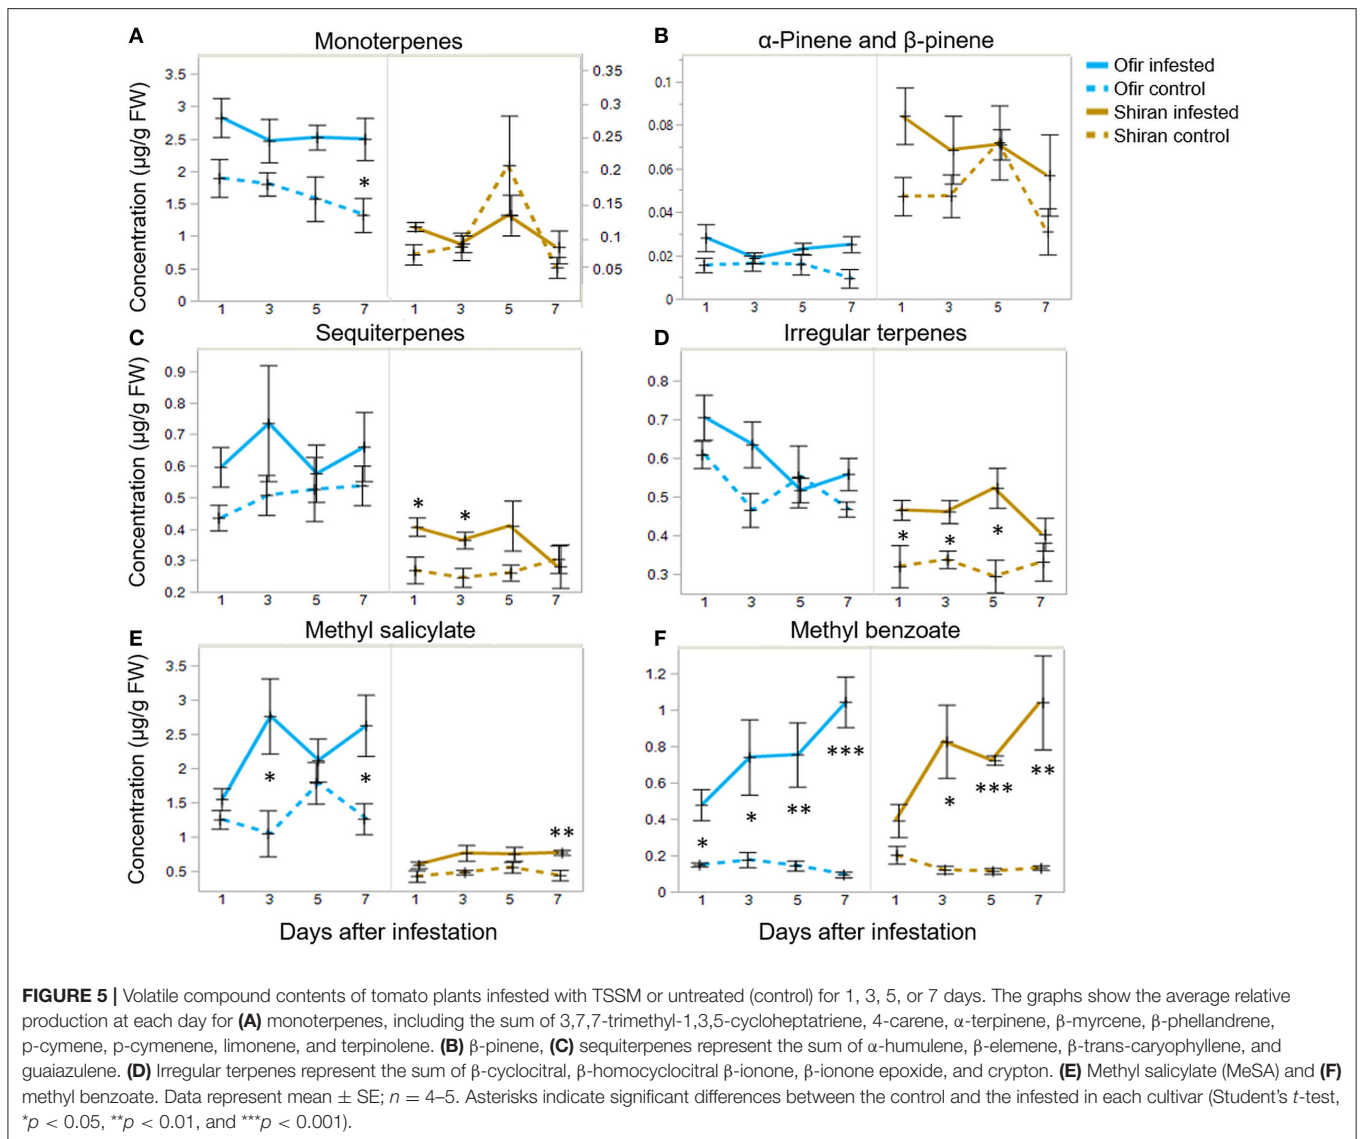 A
Monoterpenes
Concentration (µg/g FW)
3.5
3
2.5
2
1.5
1
0.5
0
*
0.35
0.3
0.25
0.2
0.15
0.1
0.05
1 3 5 7 1 3 5 7
B
α-Pinene and β-pinene
0.1
0.08
0.06
0.04
0.02
0
1 3 5 7 1 3 5 7
Ofir infested
Ofir control
Shiran infested
Shiran control
C
Sequiterpenes
Concentration (µg/g FW)
0.9
0.8
0.7
0.6
0.5
0.4
0.3
0.2
* *
1 3 5 7 1 3 5 7
D
Irregular terpenes
0.8
0.7
0.6
0.5
0.4
0.3
* * *
1 3 5 7 1 3 5 7
E
Methyl salicylate
Concentration (µg/g FW)
3.5
3
2.5
2
1.5
1
0.5
* * **
1 3 5 7 1 3 5 7
Days after infestation
F
Methyl benzoate
1.2
1
0.8
0.6
0.4
0.2
0
* * ** *** * *** **
1 3 5 7 1 3 5 7
Days after infestation
FIGURE 5 | Volatile compound contents of tomato plants infested with TSSM or untreated (control) for 1, 3, 5, or 7 days. The graphs show the average relative
production at each day for (A) monoterpenes, including the sum of 3,7,7-trimethyl-1,3,5-cycloheptatriene, 4-carene, α-terpinene, β-myrcene, β-phellandrene,
p-cymene, p-cymenene, limonene, and terpinolene. (B) β-pinene, (C) sequiterpenes represent the sum of α-humulene, β-elemene, β-trans-caryophyllene, and
guaiazulene. (D) Irregular terpenes represent the sum of β-cyclocitral, β-homocyclocitral β-ionone, β-ionone epoxide, and crypton. (E) Methyl salicylate (MeSA) and (F)
methyl benzoate. Data represent mean ± SE; n = 4–5. Asterisks indicate significant differences between the control and the infested in each cultivar (Student's t-test,
*p < 0.05, **p < 0.01, and ***p < 0.001).